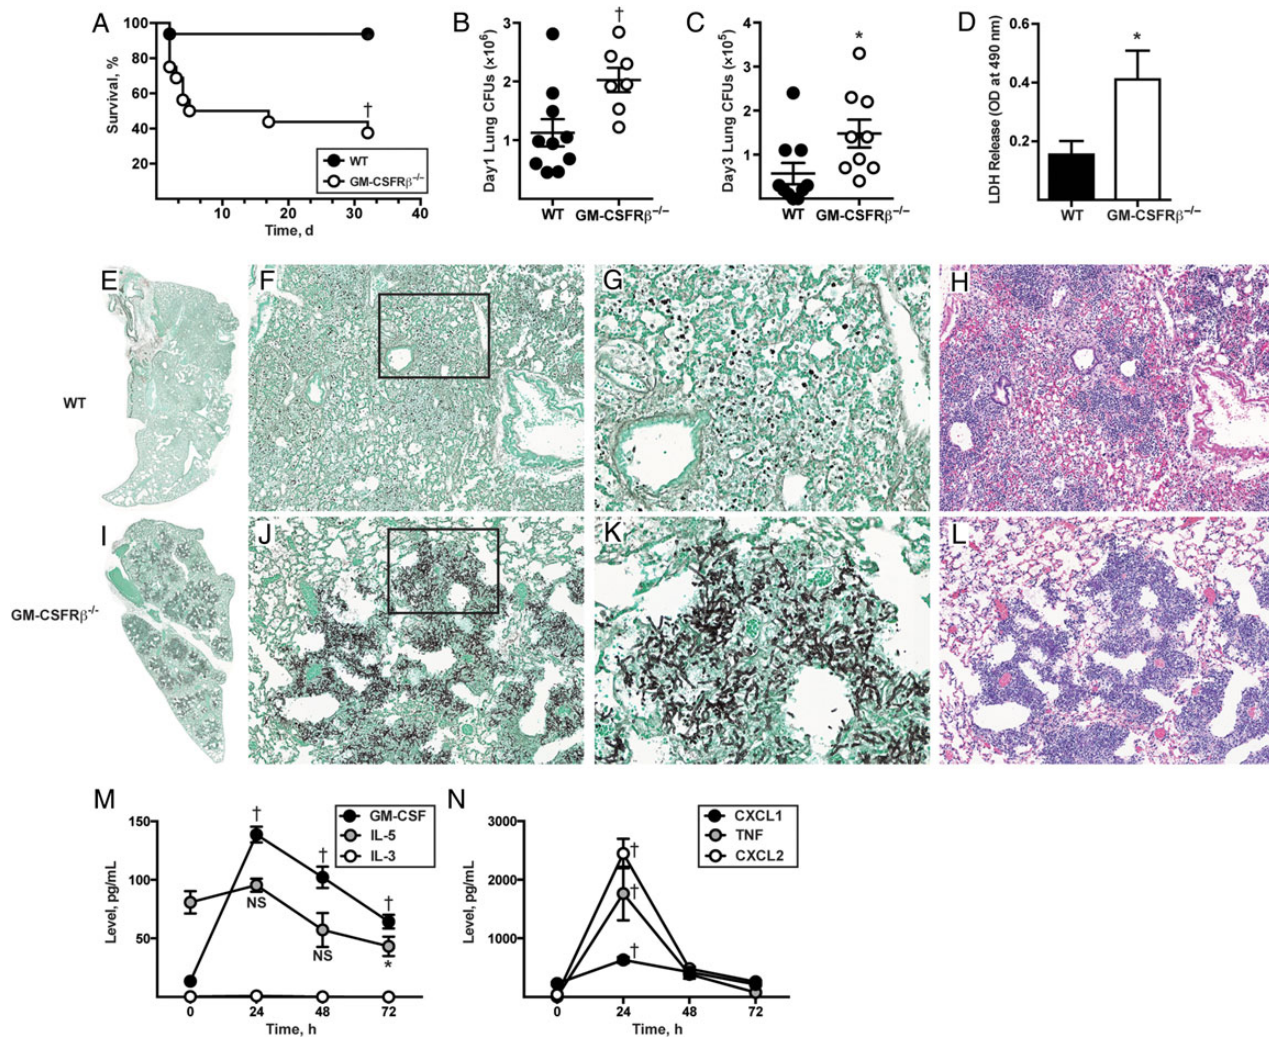 A
Survival, %
100
80
60
40
20
10
20
30
40
Time, d
WT
GM-CSFRβ−/−
†
B
Day1 Lung CFUs (×10⁶)
3
2
1
†
WT
GM-CSFRβ−/−
C
Day3 Lung CFUs (×10⁵)
4
3
2
1
*
WT
GM-CSFRβ−/−
D
LDH Release (OD at 490 nm)
0.6
0.4
0.2
*
WT
GM-CSFRβ−/−
WT
E
F
G
H
GM-CSFRβ−/−
I
J
K
L
M
Level, pg/mL
150
100
50
GM-CSF
IL-5
IL-3
†
†
†
NS
NS
*
0
24
48
72
Time, h
N
Level, pg/mL
3000
2000
1000
CXCL1
TNF
CXCL2
†
†
†
0
24
48
72
Time, h